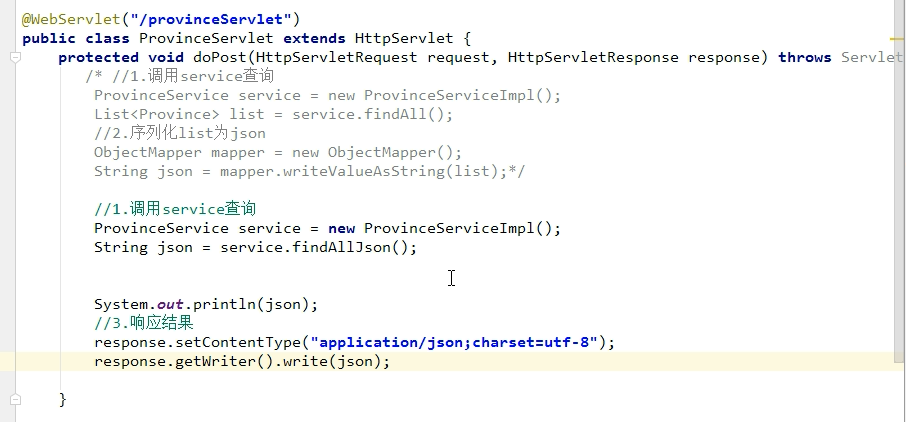 @WebServlet("/provinceServlet")
public class ProvinceServlet extends HttpServlet {
    protected void doPost(HttpServletRequest request, HttpServletResponse response) throws Servlet
       /* //1.调用service查询
        ProvinceService service = new ProvinceServiceImpl();
        List<Province> list = service.findAll();
        //2.序列化list为json
        ObjectMapper mapper = new ObjectMapper();
        String json = mapper.writeValueAsString(list);*/
        //1.调用service查询
        ProvinceService service = new ProvinceServiceImpl();
        String json = service.findAllJson();
        System.out.println(json);
        //3.响应结果
        response.setContentType("application/json;charset=utf-8");
        response.getWriter().write(json);
    }